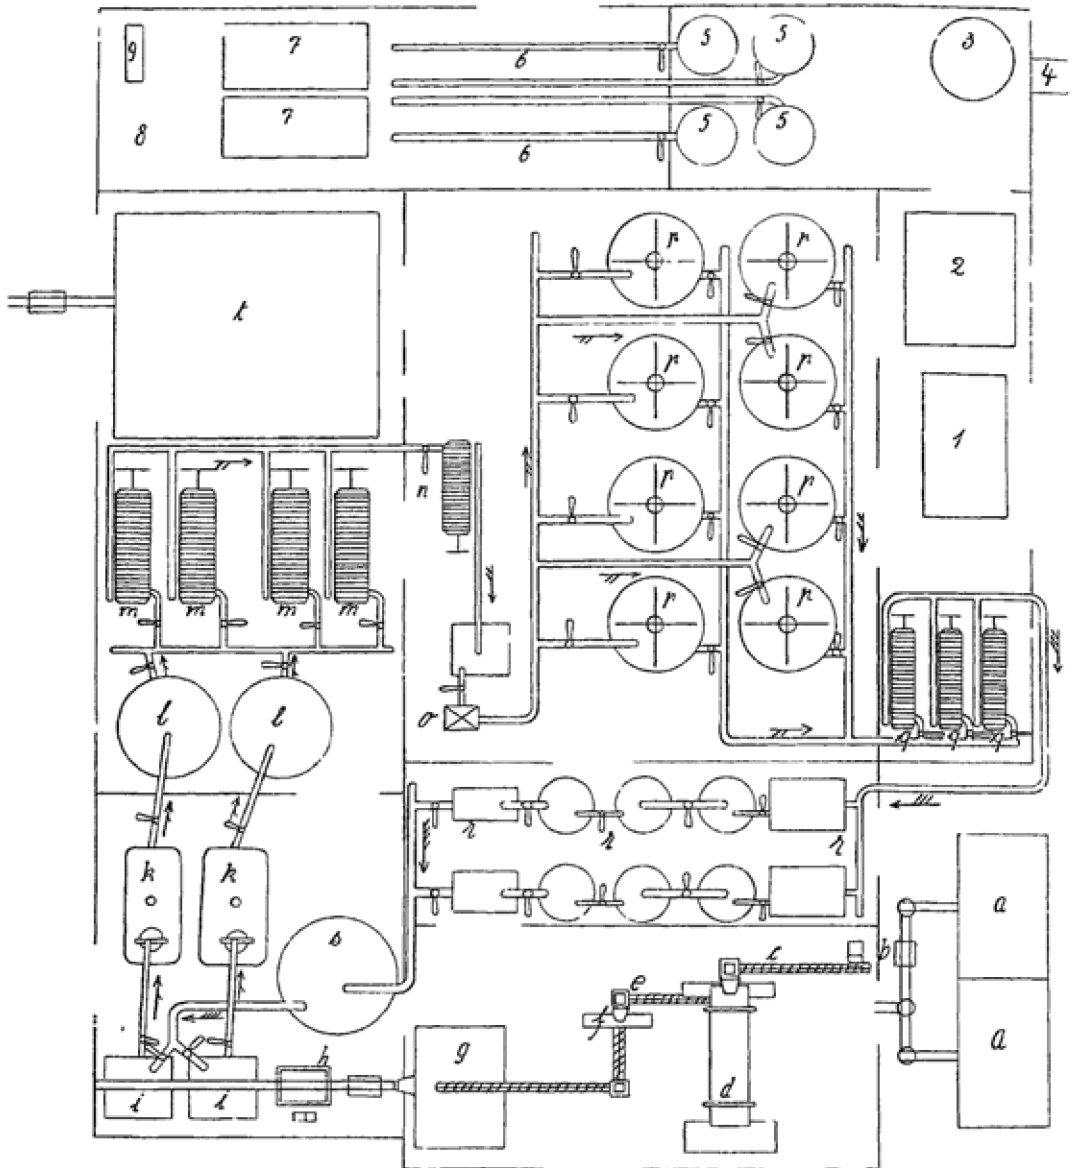 9 7 6 5 5 3 4
8 7 6 5 5
t r r 2
r r 1
n r r
m m m m r r
l l o q q q
r r r
k k
s a
c b
e
f
h g d a
i i